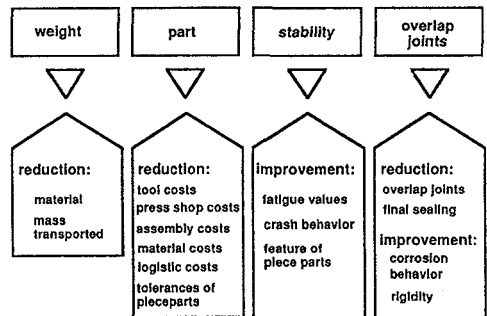 weight
part
stability
overlap
joints
reduction:
material
mass
transported
reduction:
tool costs
press shop costs
assembly costs
material costs
logistic costs
tolerances of
pieceparts
improvement:
fatigue values
crash behavior
feature of
piece parts
reduction:
overlap joints
final sealing
improvement:
corrosion
behavior
rigidity